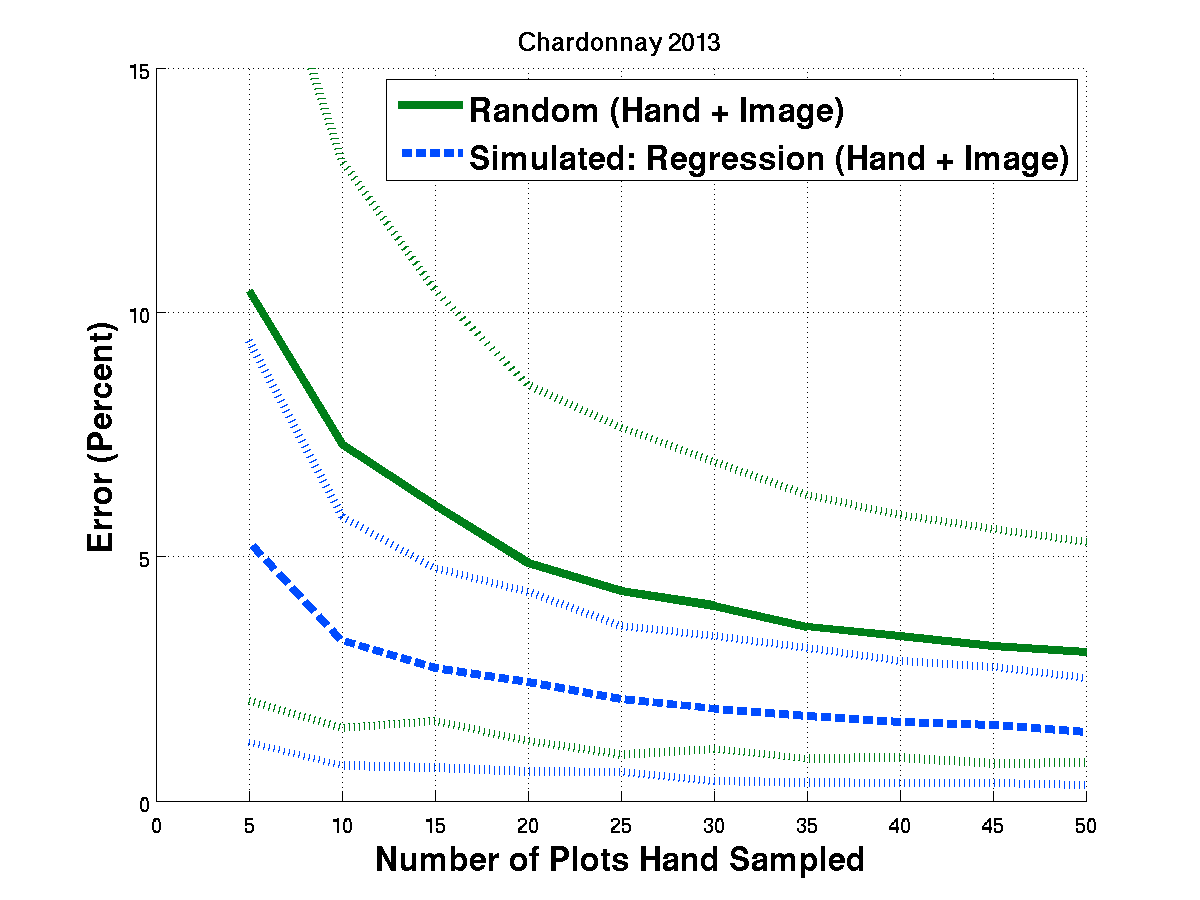 Chardonnay 2013
Random (Hand + Image)
Simulated: Regression (Hand + Image)
15
10
5
0
Error (Percent)
0 5 10 15 20 25 30 35 40 45 50
Number of Plots Hand Sampled